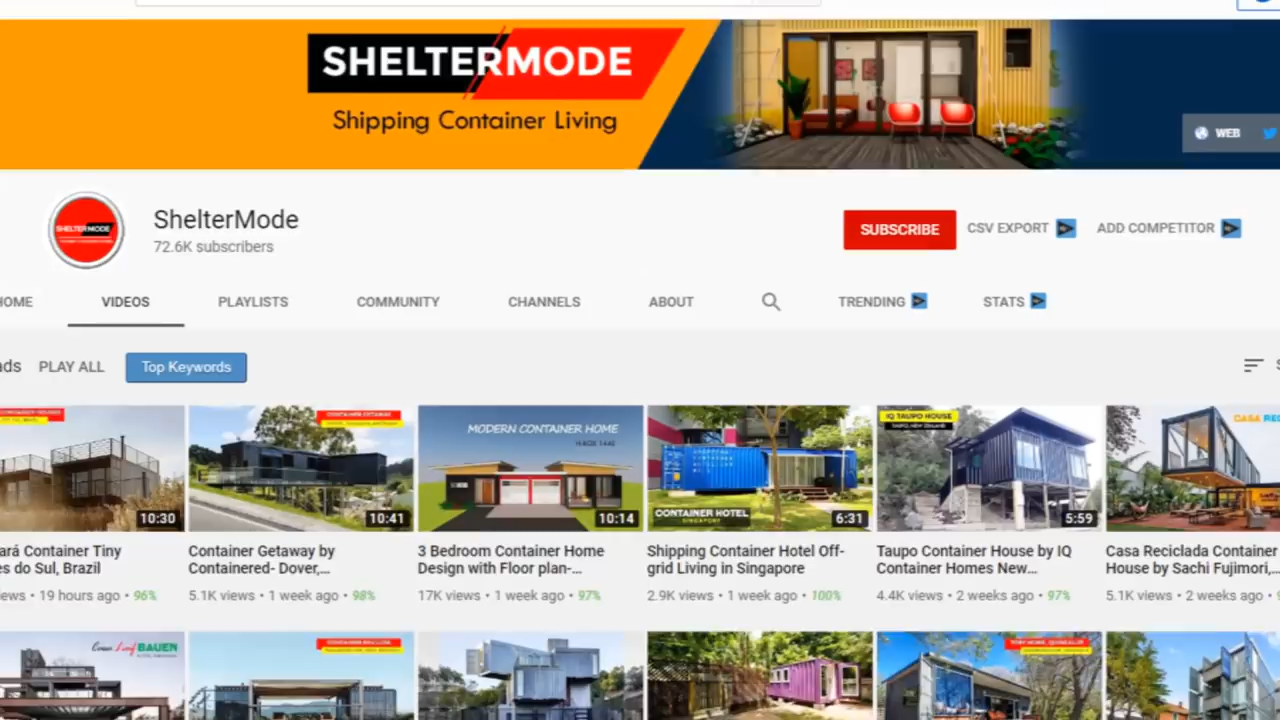 SHELTERMODE
Shipping Container Living
WEB
SHELTERMODE
ShelterMode
72.6K subscribers
SUBSCRIBE
CSV EXPORT
ADD COMPETITOR
HOME
VIDEOS
PLAYLISTS
COMMUNITY
CHANNELS
ABOUT
TRENDING
STATS
PLAY ALL
Top Keywords
MODERN CONTAINER HOME
IQ TAUPO HOUSE
TAUPO, NEW ZEALAND
CASA
CONTAINER HOTEL
SINGAPORE
10:30
10:41
10:14
6:31
5:59
Container Tiny
do Sul, Brazil
19 hours ago • 96%
Container Getaway by
Containered- Dover,...
5.1K views • 1 week ago • 98%
3 Bedroom Container Home
Design with Floor plan-...
17K views • 1 week ago • 97%
Shipping Container Hotel Off-
grid Living in Singapore
2.9K views • 1 week ago • 100%
Taupo Container House by IQ
Container Homes New...
4.4K views • 2 weeks ago • 97%
Casa Reciclada Container
House by Sachi Fujimori,...
5.1K views • 2 weeks ago •
BAUEN